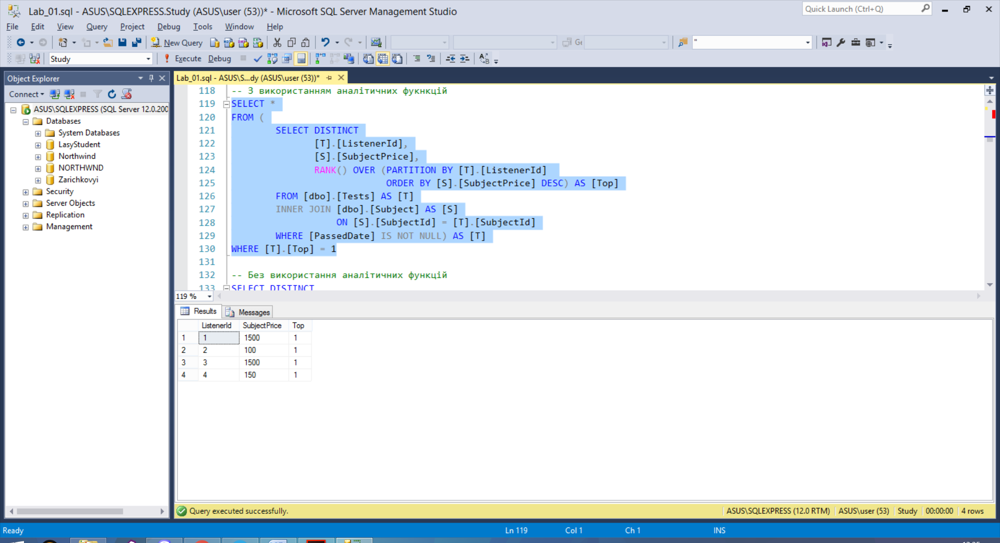 Lab_01.sql - ASUS\SQLEXPRESS.Study (ASUS\user (53))* - Microsoft SQL Server Management Studio
Quick Launch (Ctrl+Q)
File Edit View Query Project Debug Tools Window Help
New Query
"
Study
Execute Debug
Object Explorer
Connect
ASUS\SQLEXPRESS (SQL Server 12.0.200
Databases
System Databases
LasyStudent
Northwind
NORTHWND
Zarichkovyi
Security
Server Objects
Replication
Management
Lab_01.sql - ASUS\S...dy (ASUS\user (53))*
118 -- З використанням аналітичних фукнкцій
119 SELECT *
120 FROM (
121 SELECT DISTINCT
122 [T].[ListenerId],
123 [S].[SubjectPrice],
124 RANK() OVER (PARTITION BY [T].[ListenerId]
125 ORDER BY [S].[SubjectPrice] DESC) AS [Top]
126 FROM [dbo].[Tests] AS [T]
127 INNER JOIN [dbo].[Subject] AS [S]
128 ON [S].[SubjectId] = [T].[SubjectId]
129 WHERE [PassedDate] IS NOT NULL) AS [T]
130 WHERE [T].[Top] = 1
131
132 -- Без використання аналітичних функцій
133 SELECT DISTINCT
119 %
Results Messages
ListenerId SubjectPrice Top
1 1 1500 1
2 2 100 1
3 3 1500 1
4 4 150 1
Query executed successfully. ASUS\SQLEXPRESS (12.0 RTM) ASUS\user (53) Study 00:00:00 4 rows
Ready Ln 119 Col 1 Ch 1 INS